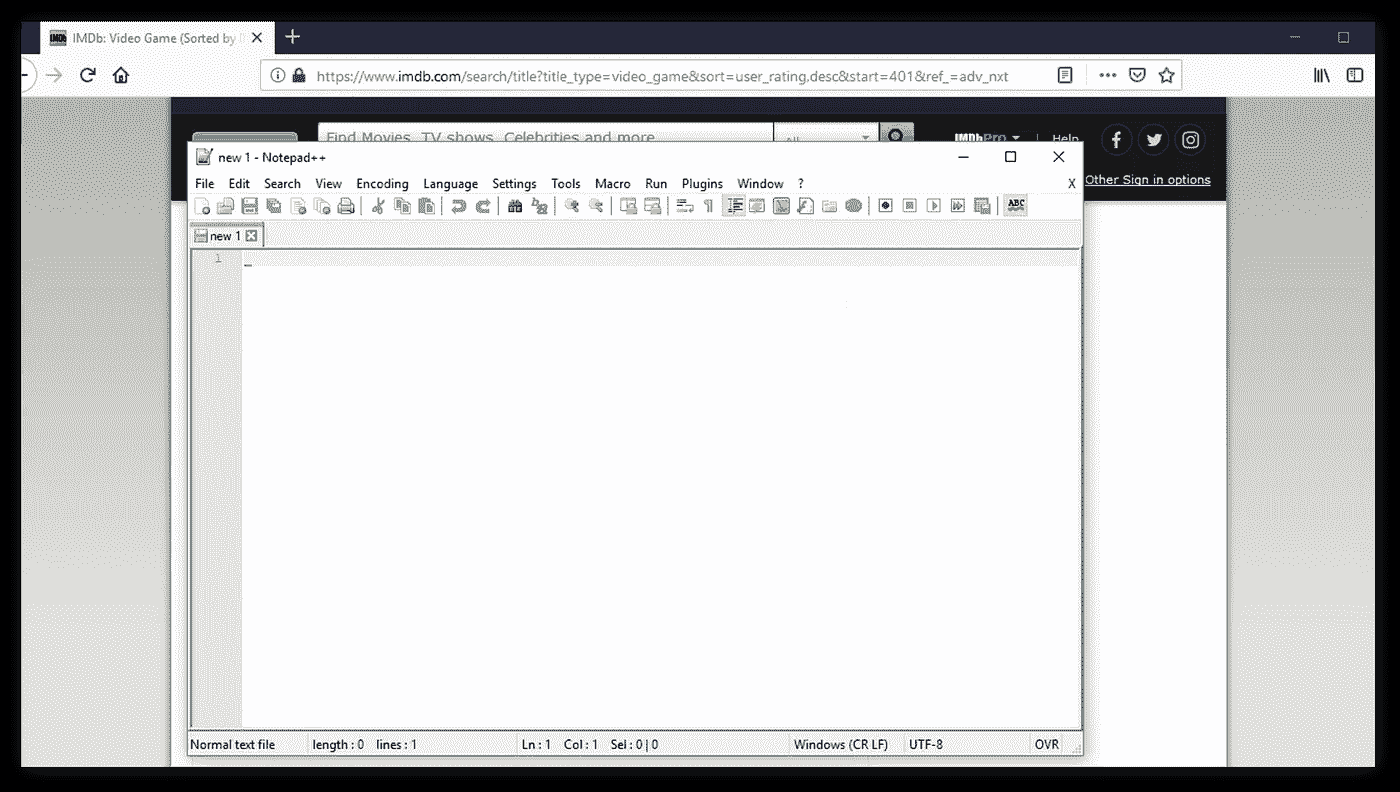 IMDb: Video Game (Sorted by
https://www.imdb.com/search/title?title_type=video_game&sort=user_rating.desc&start=401&ref_=adv_nxt
Find Movies, TV shows, Celebrities and more
All
IMDbPro
Help
Other Sign in options
new 1 - Notepad++
File Edit Search View Encoding Language Settings Tools Macro Run Plugins Window ?
X
ABC
new 1
1
Normal text file length : 0 lines : 1 Ln : 1 Col : 1 Sel : 0 | 0 Windows (CR LF) UTF-8 OVR